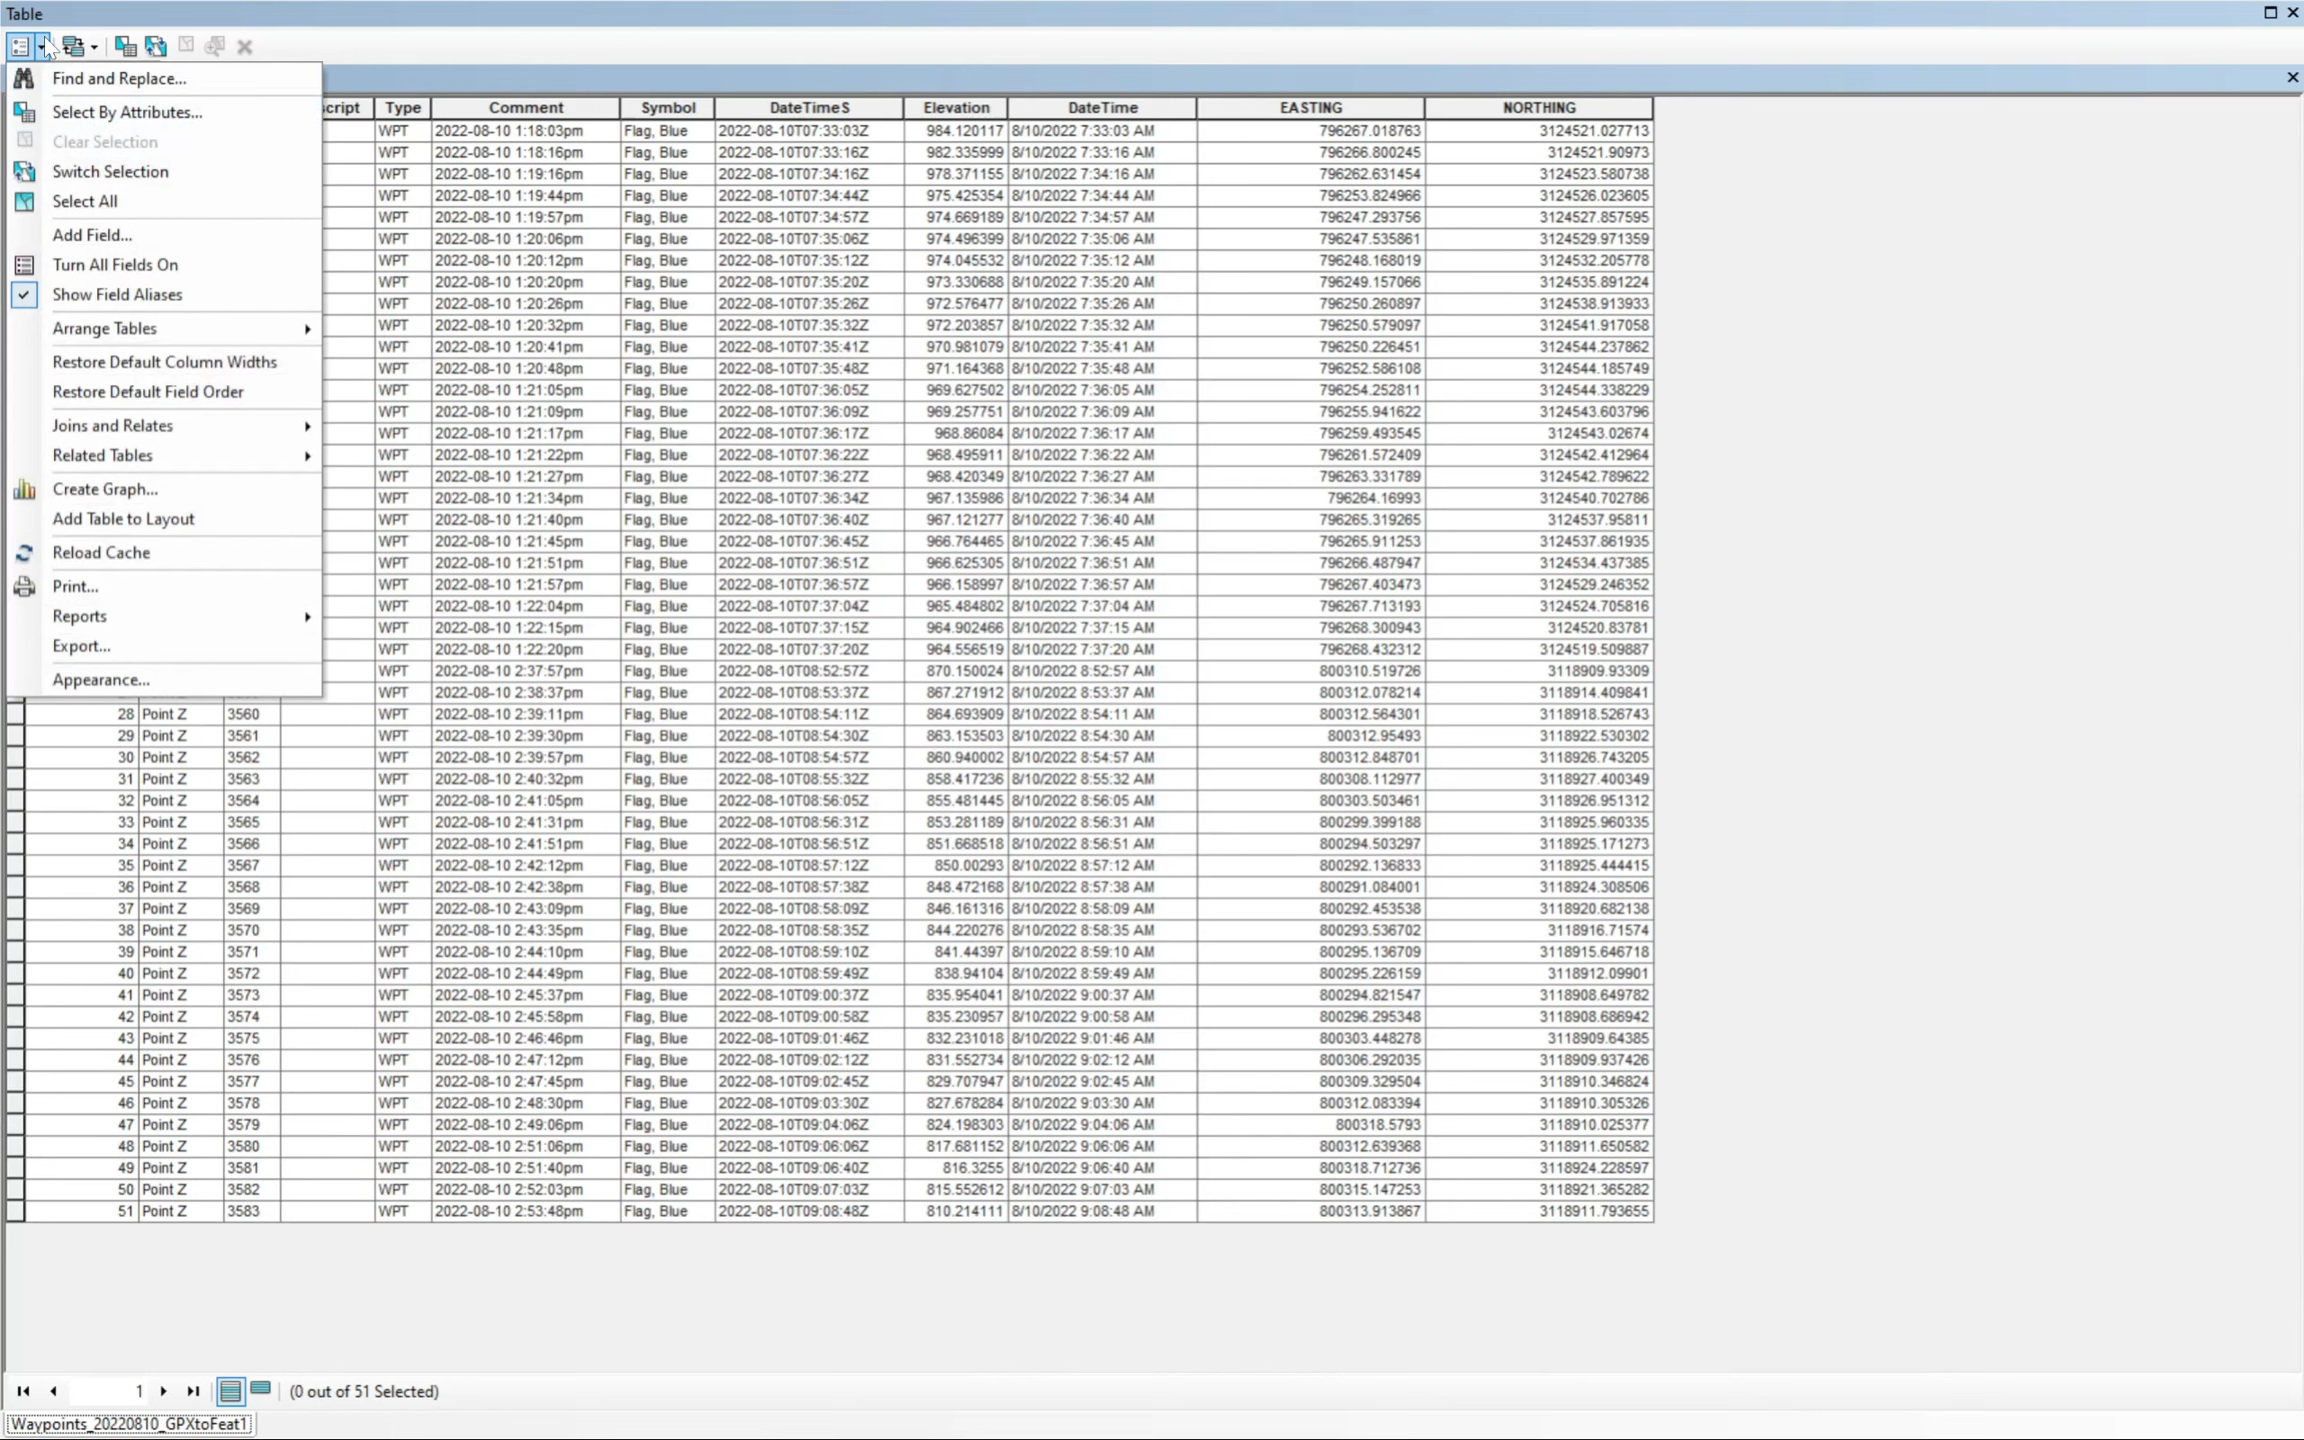 Table
Find and Replace...
Select By Attributes...
Clear Selection
Switch Selection
Select All
Add Field...
Turn All Fields On
Show Field Aliases
Arrange Tables
Restore Default Column Widths
Restore Default Field Order
Joins and Relates
Related Tables
Create Graph...
Add Table to Layout
Reload Cache
Print...
Reports
Export...
Appearance...
cript Type Comment Symbol DateTimeS Elevation DateTime EASTING NORTHING
WPT 2022-08-10 1:18:03pm Flag, Blue 2022-08-10T07:33:03Z 984.120117 8/10/2022 7:33:03 AM 796267.018763 3124521.027713
WPT 2022-08-10 1:18:16pm Flag, Blue 2022-08-10T07:33:16Z 982.335999 8/10/2022 7:33:16 AM 796266.800245 3124521.90973
WPT 2022-08-10 1:19:16pm Flag, Blue 2022-08-10T07:34:16Z 978.371155 8/10/2022 7:34:16 AM 796262.631454 3124523.580738
WPT 2022-08-10 1:19:44pm Flag, Blue 2022-08-10T07:34:44Z 975.425354 8/10/2022 7:34:44 AM 796253.824966 3124526.023605
WPT 2022-08-10 1:19:57pm Flag, Blue 2022-08-10T07:34:57Z 974.669189 8/10/2022 7:34:57 AM 796247.293756 3124527.857595
WPT 2022-08-10 1:20:06pm Flag, Blue 2022-08-10T07:35:06Z 974.496399 8/10/2022 7:35:06 AM 796247.535861 3124529.971359
WPT 2022-08-10 1:20:12pm Flag, Blue 2022-08-10T07:35:12Z 974.045532 8/10/2022 7:35:12 AM 796248.168019 3124532.205778
WPT 2022-08-10 1:20:20pm Flag, Blue 2022-08-10T07:35:20Z 973.330688 8/10/2022 7:35:20 AM 796249.157066 3124535.891224
WPT 2022-08-10 1:20:26pm Flag, Blue 2022-08-10T07:35:26Z 972.576477 8/10/2022 7:35:26 AM 796250.260897 3124538.913933
WPT 2022-08-10 1:20:32pm Flag, Blue 2022-08-10T07:35:32Z 972.203857 8/10/2022 7:35:32 AM 796250.579097 3124541.917058
WPT 2022-08-10 1:20:41pm Flag, Blue 2022-08-10T07:35:41Z 970.981079 8/10/2022 7:35:41 AM 796250.226451 3124544.237862
WPT 2022-08-10 1:20:48pm Flag, Blue 2022-08-10T07:35:48Z 971.164368 8/10/2022 7:35:48 AM 796252.586108 3124544.185749
WPT 2022-08-10 1:21:05pm Flag, Blue 2022-08-10T07:36:05Z 969.627502 8/10/2022 7:36:05 AM 796254.252811 3124544.338229
WPT 2022-08-10 1:21:09pm Flag, Blue 2022-08-10T07:36:09Z 969.257751 8/10/2022 7:36:09 AM 796255.941622 3124543.603796
WPT 2022-08-10 1:21:17pm Flag, Blue 2022-08-10T07:36:17Z 968.86084 8/10/2022 7:36:17 AM 796259.493545 3124543.02674
WPT 2022-08-10 1:21:22pm Flag, Blue 2022-08-10T07:36:22Z 968.495911 8/10/2022 7:36:22 AM 796261.572409 3124542.412964
WPT 2022-08-10 1:21:27pm Flag, Blue 2022-08-10T07:36:27Z 968.420349 8/10/2022 7:36:27 AM 796263.331789 3124542.789622
WPT 2022-08-10 1:21:34pm Flag, Blue 2022-08-10T07:36:34Z 967.135986 8/10/2022 7:36:34 AM 796264.16993 3124540.702786
WPT 2022-08-10 1:21:40pm Flag, Blue 2022-08-10T07:36:40Z 967.121277 8/10/2022 7:36:40 AM 796265.319265 3124537.95811
WPT 2022-08-10 1:21:45pm Flag, Blue 2022-08-10T07:36:45Z 966.764465 8/10/2022 7:36:45 AM 796265.911253 3124537.861935
WPT 2022-08-10 1:21:51pm Flag, Blue 2022-08-10T07:36:51Z 966.625305 8/10/2022 7:36:51 AM 796266.487947 3124534.437385
WPT 2022-08-10 1:21:57pm Flag, Blue 2022-08-10T07:36:57Z 966.158997 8/10/2022 7:36:57 AM 796267.403473 3124529.246352
WPT 2022-08-10 1:22:04pm Flag, Blue 2022-08-10T07:37:04Z 965.484802 8/10/2022 7:37:04 AM 796267.713193 3124524.705816
WPT 2022-08-10 1:22:15pm Flag, Blue 2022-08-10T07:37:15Z 964.902466 8/10/2022 7:37:15 AM 796268.300943 3124520.83781
WPT 2022-08-10 1:22:20pm Flag, Blue 2022-08-10T07:37:20Z 964.556519 8/10/2022 7:37:20 AM 796268.432312 3124519.509887
WPT 2022-08-10 2:37:57pm Flag, Blue 2022-08-10T08:52:57Z 870.150024 8/10/2022 8:52:57 AM 800310.519726 3118909.93309
WPT 2022-08-10 2:38:37pm Flag, Blue 2022-08-10T08:53:37Z 867.271912 8/10/2022 8:53:37 AM 800312.078214 3118914.409841
28 Point Z 3560 WPT 2022-08-10 2:39:11pm Flag, Blue 2022-08-10T08:54:11Z 864.693909 8/10/2022 8:54:11 AM 800312.564301 3118918.526743
29 Point Z 3561 WPT 2022-08-10 2:39:30pm Flag, Blue 2022-08-10T08:54:30Z 863.153503 8/10/2022 8:54:30 AM 800312.95493 3118922.530302
30 Point Z 3562 WPT 2022-08-10 2:39:57pm Flag, Blue 2022-08-10T08:54:57Z 860.940002 8/10/2022 8:54:57 AM 800312.848701 3118926.743205
31 Point Z 3563 WPT 2022-08-10 2:40:32pm Flag, Blue 2022-08-10T08:55:32Z 858.417236 8/10/2022 8:55:32 AM 800308.112977 3118927.400349
32 Point Z 3564 WPT 2022-08-10 2:41:05pm Flag, Blue 2022-08-10T08:56:05Z 855.481445 8/10/2022 8:56:05 AM 800303.503461 3118926.951312
33 Point Z 3565 WPT 2022-08-10 2:41:31pm Flag, Blue 2022-08-10T08:56:31Z 853.281189 8/10/2022 8:56:31 AM 800299.399188 3118925.960335
34 Point Z 3566 WPT 2022-08-10 2:41:51pm Flag, Blue 2022-08-10T08:56:51Z 851.668518 8/10/2022 8:56:51 AM 800294.503297 3118925.171273
35 Point Z 3567 WPT 2022-08-10 2:42:12pm Flag, Blue 2022-08-10T08:57:12Z 850.00293 8/10/2022 8:57:12 AM 800292.136833 3118925.444415
36 Point Z 3568 WPT 2022-08-10 2:42:38pm Flag, Blue 2022-08-10T08:57:38Z 848.472168 8/10/2022 8:57:38 AM 800291.084001 3118924.308506
37 Point Z 3569 WPT 2022-08-10 2:43:09pm Flag, Blue 2022-08-10T08:58:09Z 846.161316 8/10/2022 8:58:09 AM 800292.453538 3118920.682138
38 Point Z 3570 WPT 2022-08-10 2:43:35pm Flag, Blue 2022-08-10T08:58:35Z 844.220276 8/10/2022 8:58:35 AM 800293.536702 3118916.71574
39 Point Z 3571 WPT 2022-08-10 2:44:10pm Flag, Blue 2022-08-10T08:59:10Z 841.44397 8/10/2022 8:59:10 AM 800295.136709 3118915.646718
40 Point Z 3572 WPT 2022-08-10 2:44:49pm Flag, Blue 2022-08-10T08:59:49Z 838.94104 8/10/2022 8:59:49 AM 800295.226159 3118912.09901
41 Point Z 3573 WPT 2022-08-10 2:45:37pm Flag, Blue 2022-08-10T09:00:37Z 835.954041 8/10/2022 9:00:37 AM 800294.821547 3118908.649782
42 Point Z 3574 WPT 2022-08-10 2:45:58pm Flag, Blue 2022-08-10T09:00:58Z 835.230957 8/10/2022 9:00:58 AM 800296.295348 3118908.686942
43 Point Z 3575 WPT 2022-08-10 2:46:46pm Flag, Blue 2022-08-10T09:01:46Z 832.231018 8/10/2022 9:01:46 AM 800303.448278 3118909.64385
44 Point Z 3576 WPT 2022-08-10 2:47:12pm Flag, Blue 2022-08-10T09:02:12Z 831.552734 8/10/2022 9:02:12 AM 800306.292035 3118909.937426
45 Point Z 3577 WPT 2022-08-10 2:47:45pm Flag, Blue 2022-08-10T09:02:45Z 829.707947 8/10/2022 9:02:45 AM 800309.329504 3118910.346824
46 Point Z 3578 WPT 2022-08-10 2:48:30pm Flag, Blue 2022-08-10T09:03:30Z 827.678284 8/10/2022 9:03:30 AM 800312.083394 3118910.305326
47 Point Z 3579 WPT 2022-08-10 2:49:06pm Flag, Blue 2022-08-10T09:04:06Z 824.198303 8/10/2022 9:04:06 AM 800318.5793 3118910.025377
48 Point Z 3580 WPT 2022-08-10 2:51:06pm Flag, Blue 2022-08-10T09:06:06Z 817.681152 8/10/2022 9:06:06 AM 800312.639368 3118911.650582
49 Point Z 3581 WPT 2022-08-10 2:51:40pm Flag, Blue 2022-08-10T09:06:40Z 816.3255 8/10/2022 9:06:40 AM 800318.712736 3118924.228597
50 Point Z 3582 WPT 2022-08-10 2:52:03pm Flag, Blue 2022-08-10T09:07:03Z 815.552612 8/10/2022 9:07:03 AM 800315.147253 3118921.365282
51 Point Z 3583 WPT 2022-08-10 2:53:48pm Flag, Blue 2022-08-10T09:08:48Z 810.214111 8/10/2022 9:08:48 AM 800313.913867 3118911.793655
1 (0 out of 51 Selected)
Waypoints_20220810_GPXtoFeat1